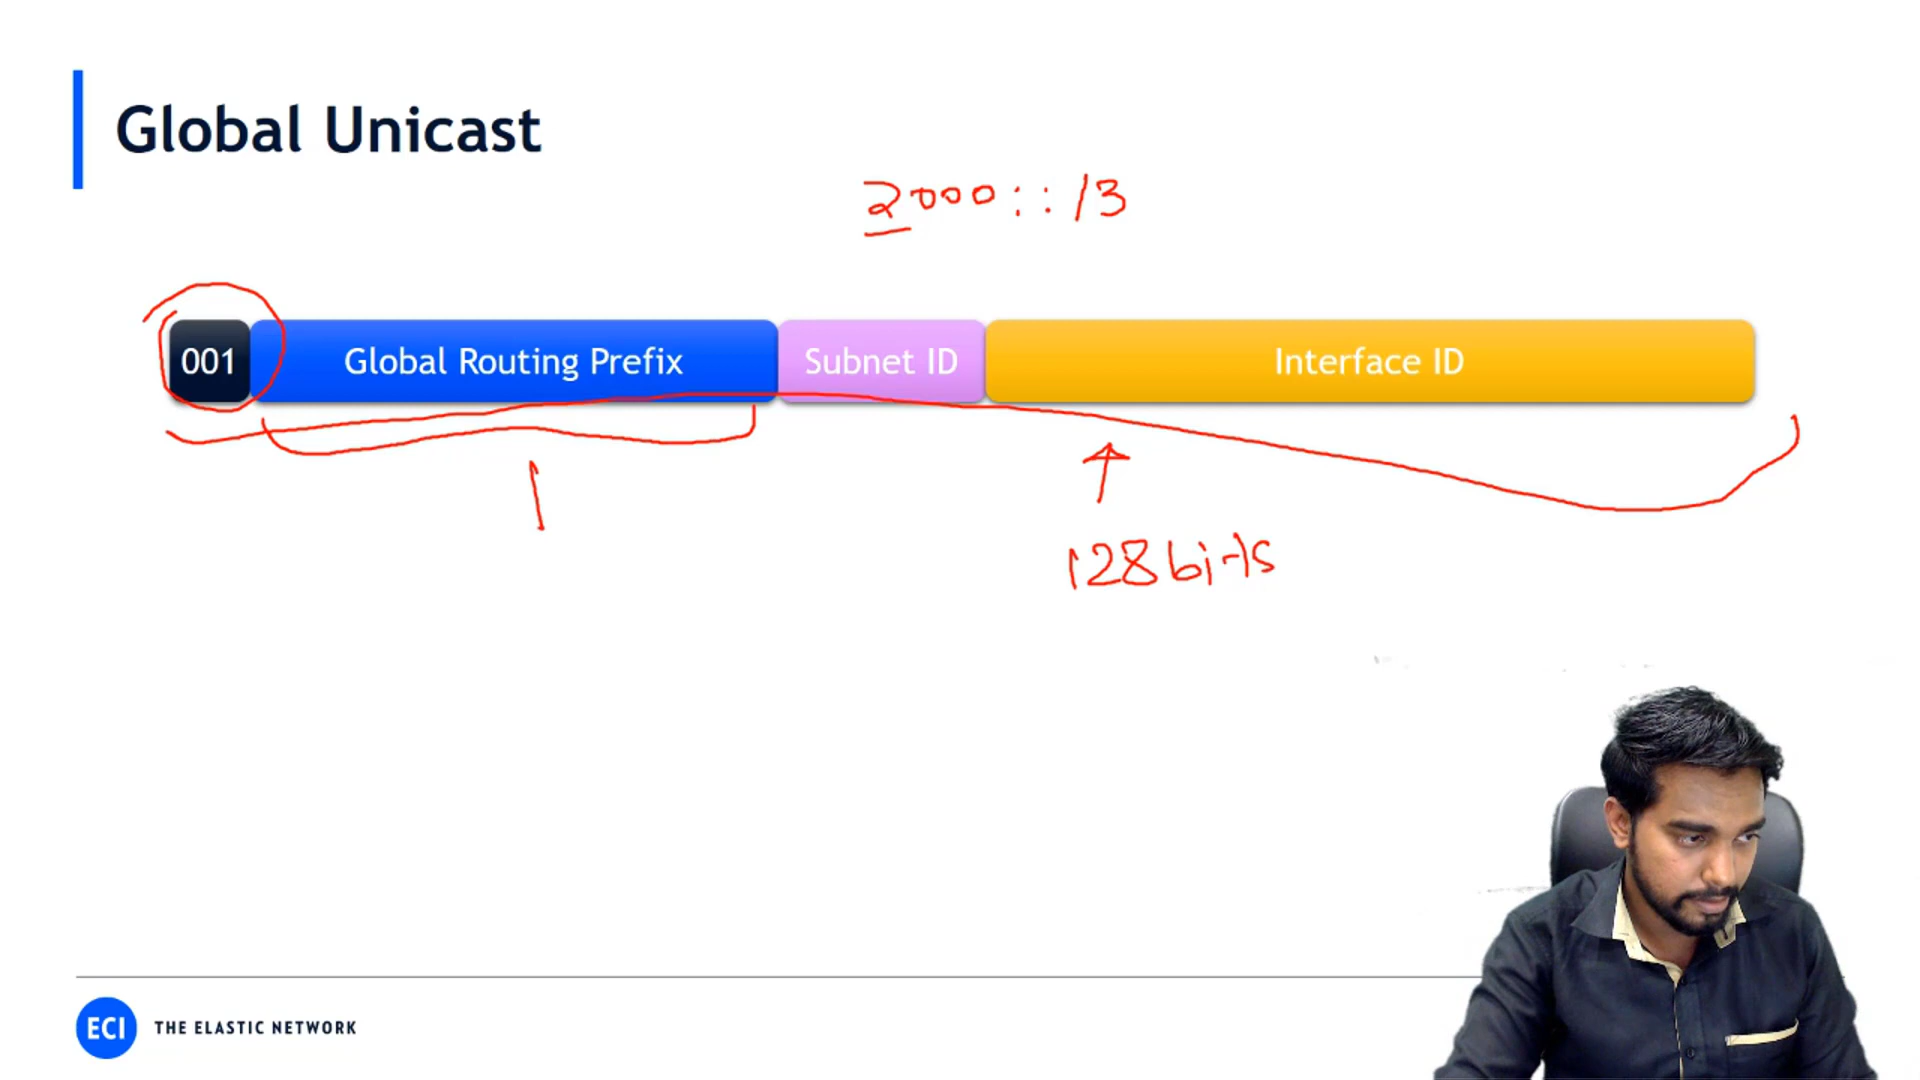 Global Unicast
2000::/3
001 Global Routing Prefix Subnet ID Interface ID
128 bits
ECI THE ELASTIC NETWORK